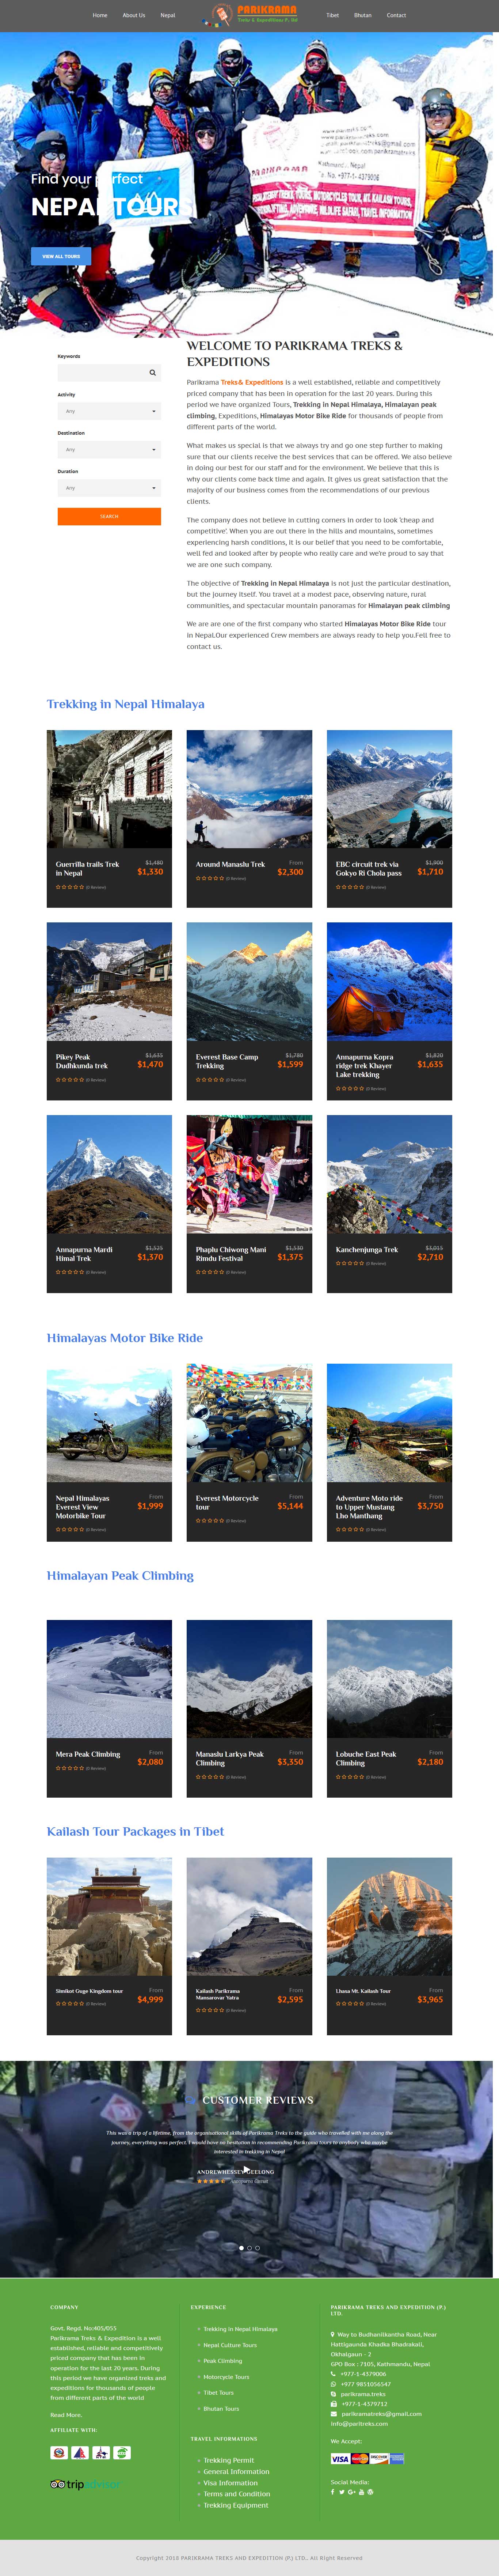 Home
About Us
Nepal
PARIKRAMA
Treks & Expeditions P. ltd
Tibet
Bhutan
Contact
Find your perfect
NEPAL TOURS
VIEW ALL TOURS
Keywords
Activity
Any
Destination
Any
Duration
Any
SEARCH
WELCOME TO PARIKRAMA TREKS &
EXPEDITIONS
Parikrama Treks& Expeditions is a well established, reliable and competitively
priced company that has been in operation for the last 20 years. During this
period we have organized Tours, Trekking in Nepal Himalaya, Himalayan peak
climbing, Expeditions, Himalayas Motor Bike Ride for thousands of people from
different parts of the world.
What makes us special is that we always try and go one step further to making
sure that our clients receive the best services that can be offered. We also believe
in doing our best for our staff and for the environment. We believe that this is
why our clients come back time and again. It gives us great satisfaction that the
majority of our business comes from the recommendations of our previous
clients.
The company does not believe in cutting corners in order to look 'cheap and
competitive'. When you are out there in the hills and mountains, sometimes
experiencing harsh conditions, it is our belief that you need to be comfortable,
well fed and looked after by people who really care and we're proud to say that
we are one such company.
The objective of Trekking in Nepal Himalaya is not just the particular destination,
but the journey itself. You travel at a modest pace, observing nature, rural
communities, and spectacular mountain panoramas for Himalayan peak climbing
We are are one of the first company who started Himalayas Motor Bike Ride tour
in Nepal.Our experienced Crew members are always ready to help you.Fell free to
contact us.
Trekking in Nepal Himalaya
Guerrilla trails Trek
in Nepal
$1,480
$1,330
(0 Review)
Around Manaslu Trek
From
$2,300
(0 Review)
EBC circuit trek via
Gokyo Ri Chola pass
$1,900
$1,710
(0 Review)
Pikey Peak
Dudhkunda trek
$1,635
$1,470
(0 Review)
Everest Base Camp
Trekking
$1,780
$1,599
(0 Review)
Annapurna Kopra
ridge trek Khayer
Lake trekking
$1,820
$1,635
(0 Review)
Annapurna Mardi
Himal Trek
$1,525
$1,370
(0 Review)
Phaplu Chiwong Mani
Rimdu Festival
$1,530
$1,375
(0 Review)
Kanchenjunga Trek
$3,015
$2,710
(0 Review)
Himalayas Motor Bike Ride
Nepal Himalayas
Everest View
Motorbike Tour
From
$1,999
(0 Review)
Everest Motorcycle
tour
From
$5,144
(0 Review)
Adventure Moto ride
to Upper Mustang
Lho Manthang
From
$3,750
(0 Review)
Himalayan Peak Climbing
Mera Peak Climbing
From
$2,080
(0 Review)
Manaslu Larkya Peak
Climbing
From
$3,350
(0 Review)
Lobuche East Peak
Climbing
From
$2,180
(0 Review)
Kailash Tour Packages in Tibet
Simikot Guge Kingdom tour
From
$4,999
(0 Review)
Kailash Parikrama
Mansarovar Yatra
From
$2,595
(0 Review)
Lhasa Mt. Kailash Tour
From
$3,965
(0 Review)
CUSTOMER REVIEWS
This was a trip of a lifetime, from the organisational skills of Parikrama Treks to the guide who travelled with me along the
journey, everything was perfect. I would have no hesitation in recommending Parikrama tours to anybody who maybe
interested in trekking in Nepal
ANDREWHESSEY GEELONG
COMPANY
Govt. Regd. No:405/055
Parikrama Treks & Expedition is a well
established, reliable and competitively
priced company that has been in
operation for the last 20 years. During
this period we have organized treks and
expeditions for thousands of people
from different parts of the world
Read More.
AFFILIATE WITH:
tripadvisor
EXPERIENCE
Trekking in Nepal Himalaya
Nepal Culture Tours
Peak Climbing
Motorcycle Tours
Tibet Tours
Bhutan Tours
TRAVEL INFORMATIONS
Trekking Permit
General Information
Visa Information
Terms and Condition
Trekking Equipment
PARIKRAMA TREKS AND EXPEDITION (P.)
LTD.
Way to Budhanilkantha Road, Near
Hattigaunda Khadka Bhadrakali,
Okhalgaun - 2
GPO Box : 7105, Kathmandu, Nepal
+977-1-4379006
+977 9851056547
parikrama.treks
+977-1-4379712
parikramatreks@gmail.com
info@paritreks.com
We Accept:
VISA
MasterCard
DISCOVER
Social Media:
Copyright 2018 PARIKRAMA TREKS AND EXPEDITION (P.) LTD.. All Right Reserved